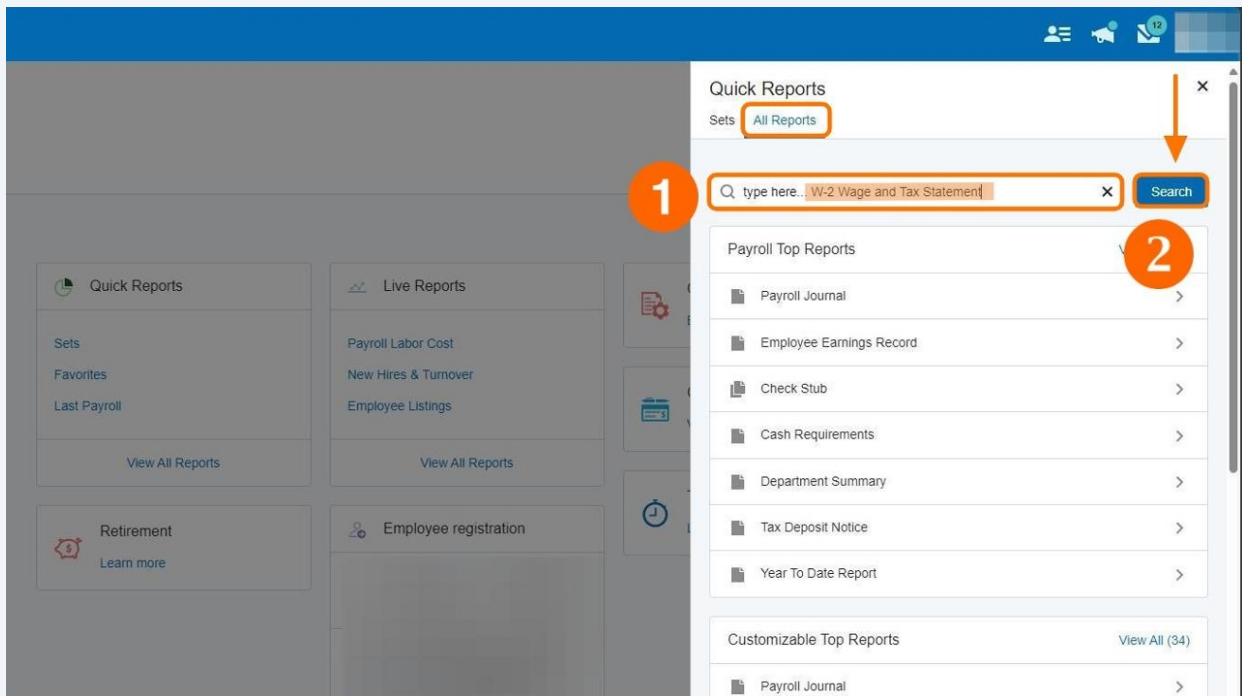 12
Quick Reports
Sets All Reports
1
type here... W-2 Wage and Tax Statement
Search
2
Payroll Top Reports
Payroll Journal
Employee Earnings Record
Check Stub
Cash Requirements
Department Summary
Tax Deposit Notice
Year To Date Report
Customizable Top Reports View All (34)
Payroll Journal
Quick Reports
Sets
Favorites
Last Payroll
View All Reports
Live Reports
Payroll Labor Cost
New Hires & Turnover
Employee Listings
View All Reports
Retirement
Learn more
Employee registration